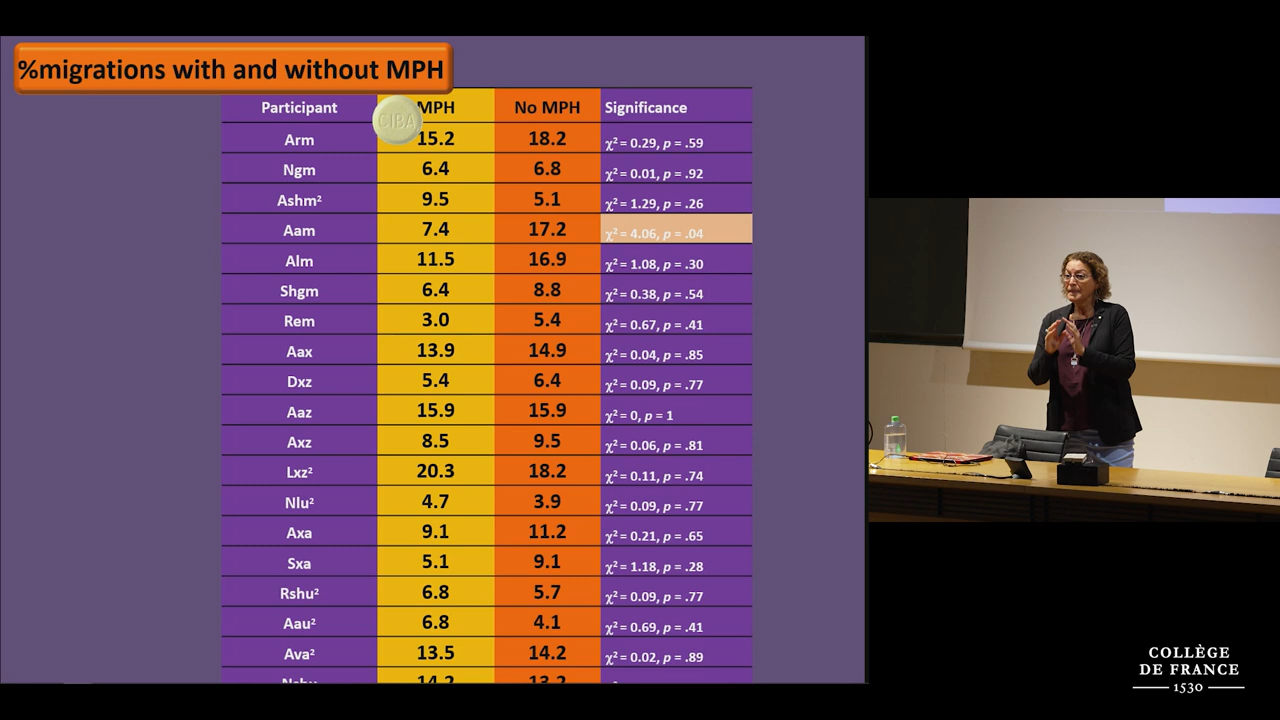 %migrations with and without MPH
Participant MPH No MPH Significance
CIBA
Arm 15.2 18.2 χ² = 0.29, p = .59
Ngm 6.4 6.8 χ² = 0.01, p = .92
Ashm² 9.5 5.1 χ² = 1.29, p = .26
Aam 7.4 17.2 χ² = 4.06, p = .04
Alm 11.5 16.9 χ² = 1.08, p = .30
Shgm 6.4 8.8 χ² = 0.38, p = .54
Rem 3.0 5.4 χ² = 0.67, p = .41
Aax 13.9 14.9 χ² = 0.04, p = .85
Dxz 5.4 6.4 χ² = 0.09, p = .77
Aaz 15.9 15.9 χ² = 0, p = 1
Axz 8.5 9.5 χ² = 0.06, p = .81
Lxz² 20.3 18.2 χ² = 0.11, p = .74
Nlu² 4.7 3.9 χ² = 0.09, p = .77
Axa 9.1 11.2 χ² = 0.21, p = .65
Sxa 5.1 9.1 χ² = 1.18, p = .28
Rshu² 6.8 5.7 χ² = 0.09, p = .77
Aau² 6.8 4.1 χ² = 0.69, p = .41
Ava² 13.5 14.2 χ² = 0.02, p = .89
14.2 13.2
COLLÈGE
DE FRANCE
1530